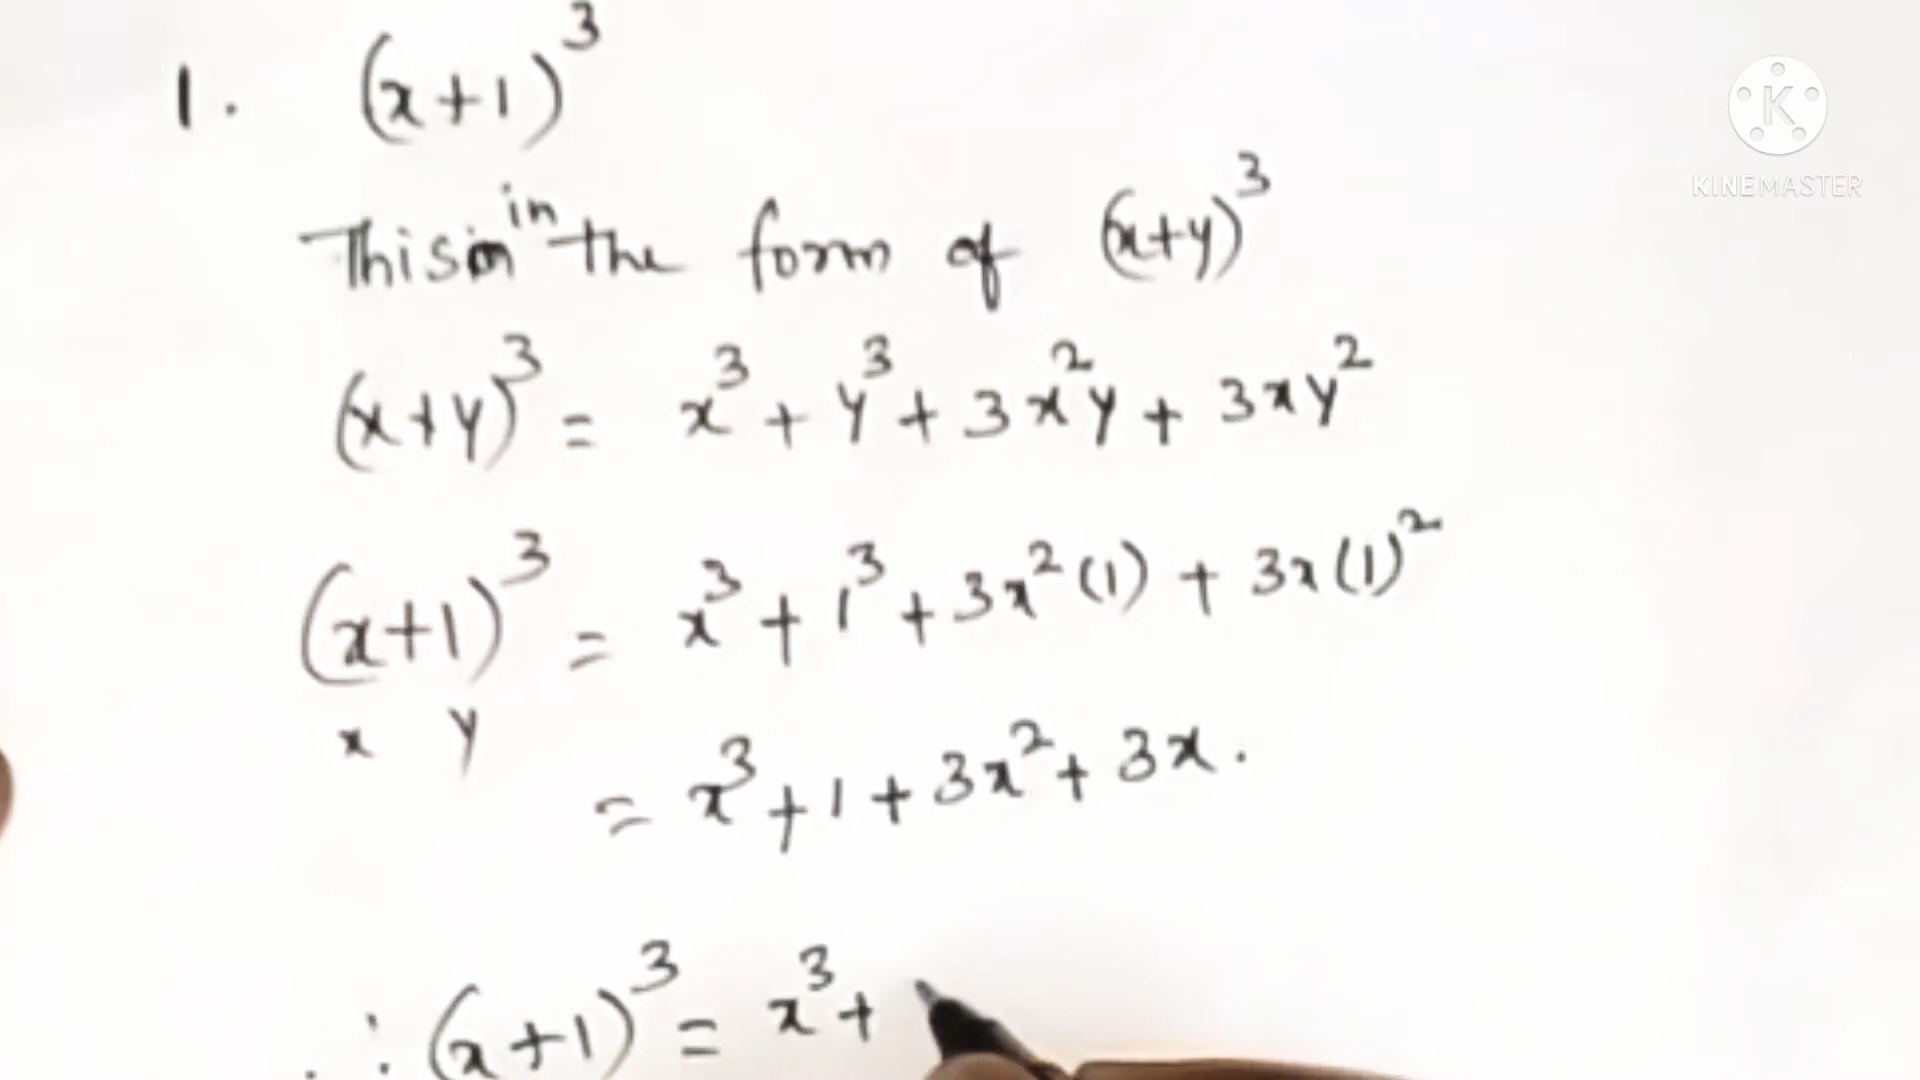 1. (x+1)³
This in the form of (x+y)³
(x+y)³ = x³ + y³ + 3x²y + 3xy²
(x+1)³ = x³ + 1³ + 3x²(1) + 3x(1)²
x y
= x³ + 1 + 3x² + 3x.
∴ (x+1)³ = x³ +
K
KINEMASTER